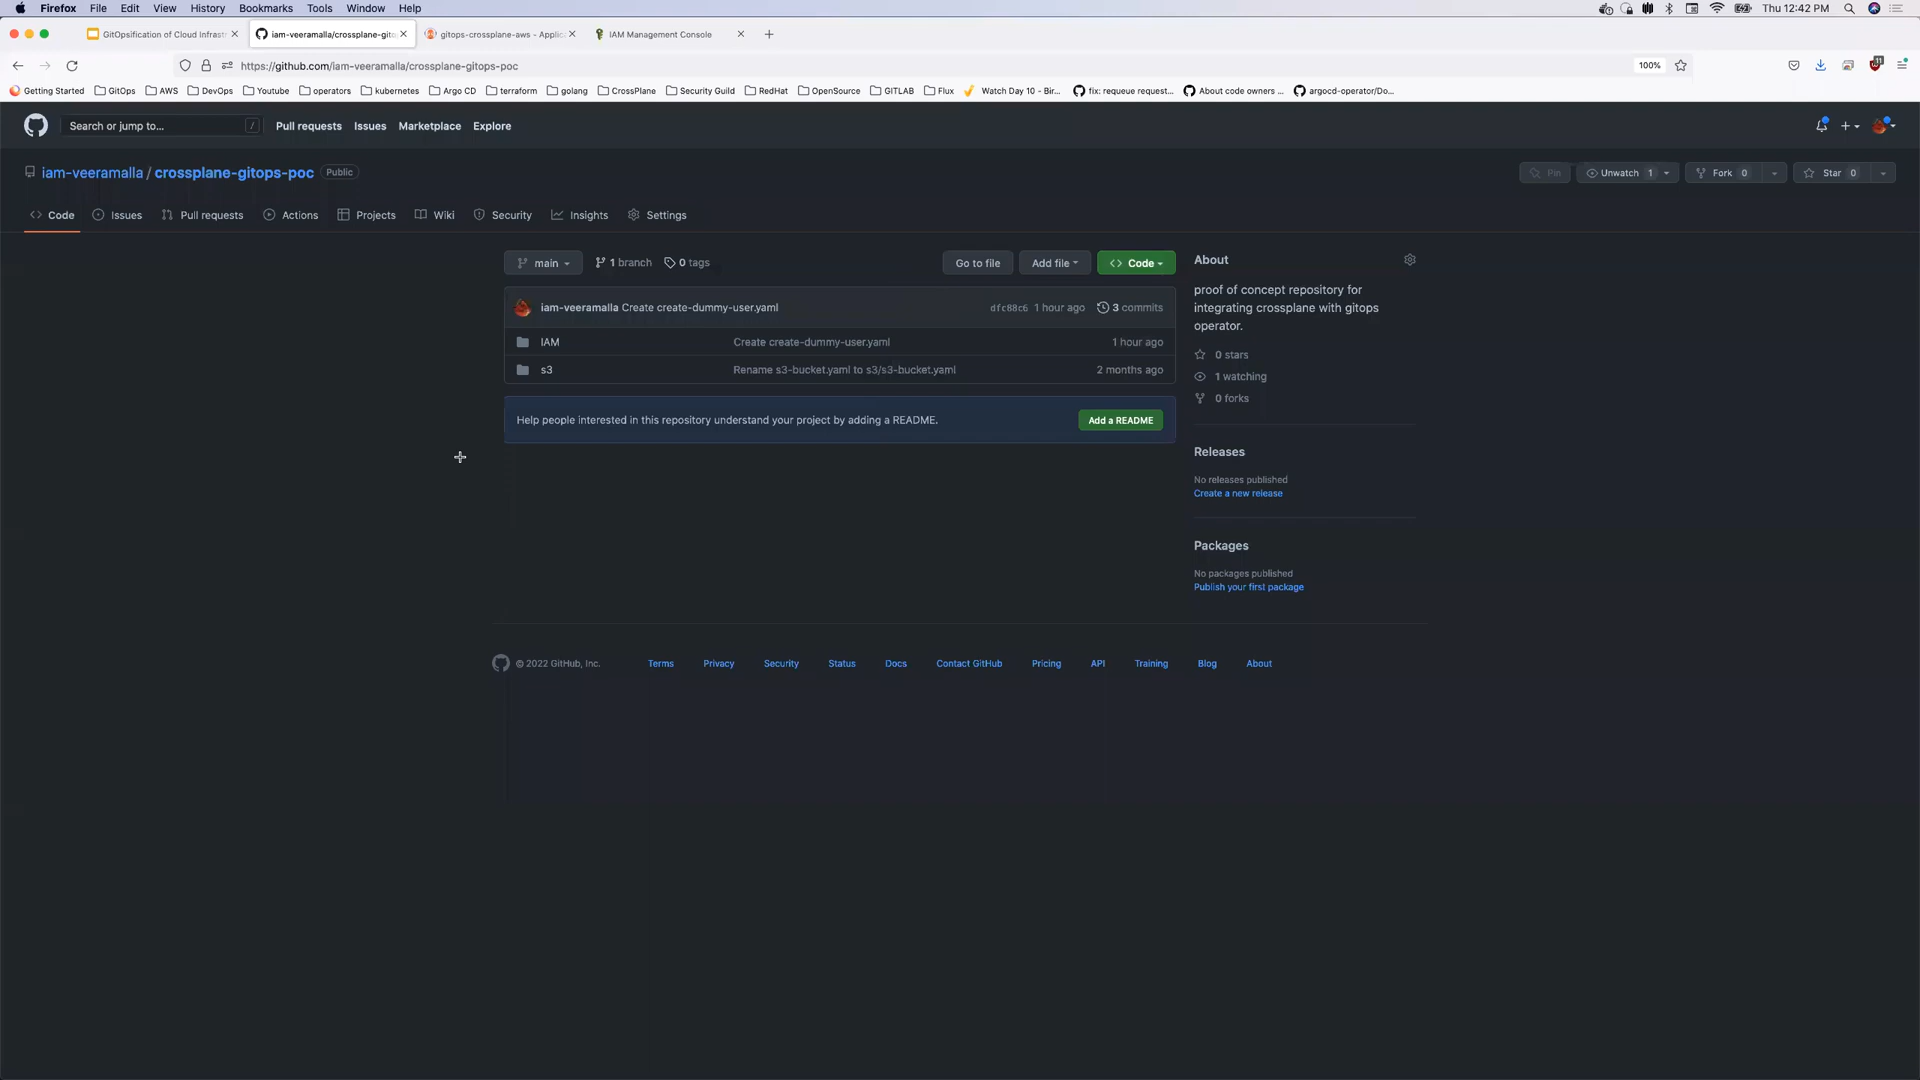 Firefox File Edit View History Bookmarks Tools Window Help Thu 12:42 PM
GitOpsification of Cloud Infrast iam-veeramalla/crossplane-gito gitops-crossplane-aws - Applic IAM Management Console
https://github.com/iam-veeramalla/crossplane-gitops-poc 100% 11
Getting Started GitOps AWS DevOps Youtube operators kubernetes Argo CD terraform golang CrossPlane Security Guild RedHat OpenSource GITLAB Flux Watch Day 10 - Bir... fix: requeue request... About code owners ... argocd-operator/Do...
Search or jump to... / Pull requests Issues Marketplace Explore
iam-veeramalla / crossplane-gitops-poc Public Pin Unwatch 1 Fork 0 Star 0
Code Issues Pull requests Actions Projects Wiki Security Insights Settings
main 1 branch 0 tags Go to file Add file Code About
proof of concept repository for
integrating crossplane with gitops
operator.
iam-veeramalla Create create-dummy-user.yaml dfc88c6 1 hour ago 3 commits
IAM Create create-dummy-user.yaml 1 hour ago
s3 Rename s3-bucket.yaml to s3/s3-bucket.yaml 2 months ago
0 stars
1 watching
0 forks
Help people interested in this repository understand your project by adding a README. Add a README
Releases
No releases published
Create a new release
Packages
No packages published
Publish your first package
© 2022 GitHub, Inc. Terms Privacy Security Status Docs Contact GitHub Pricing API Training Blog About